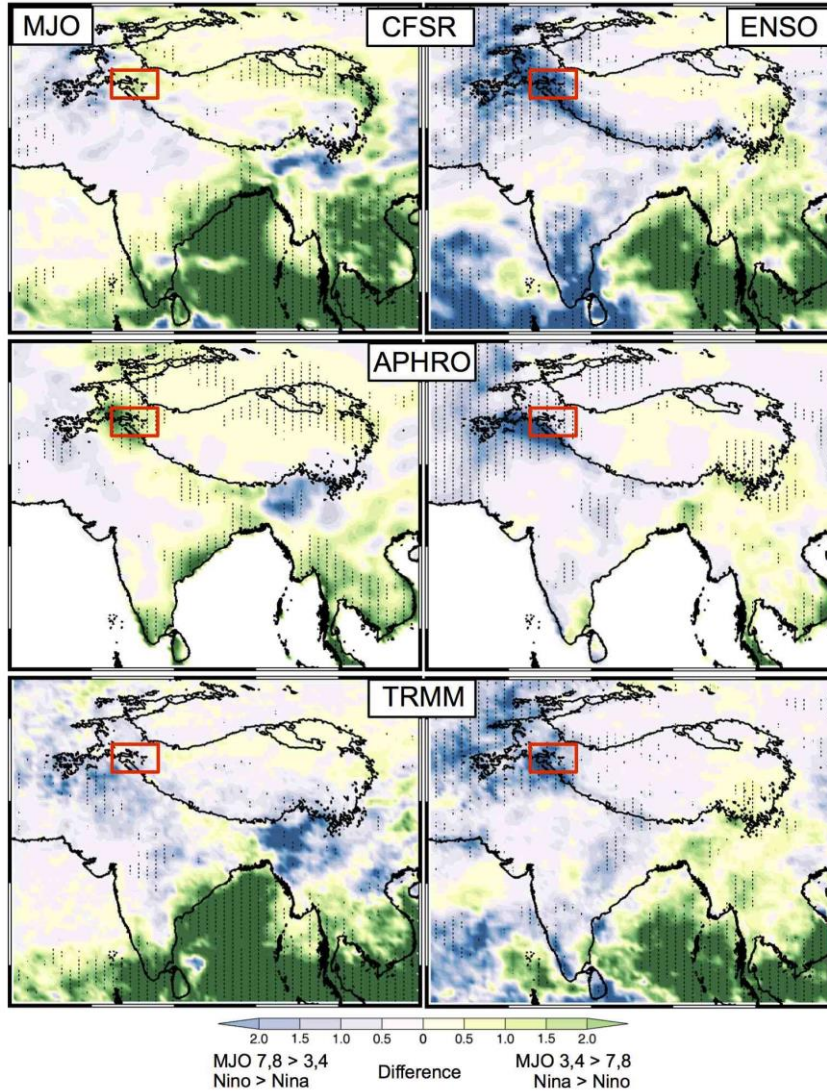 MJO CFSR ENSO
APHRO
TRMM
2.0 1.5 1.0 0.5 0 0.5 1.0 1.5 2.0
MJO 7,8 > 3,4 Difference MJO 3,4 > 7,8
Nino > Nina Nina > Nino